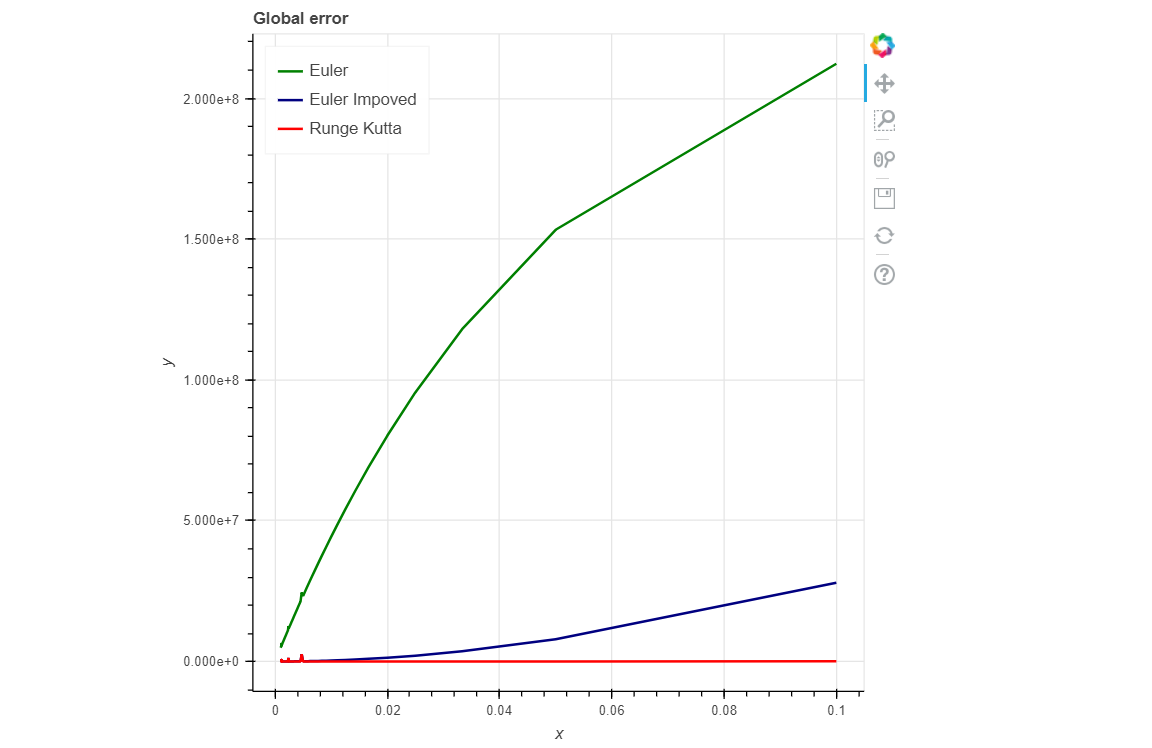 Global error
Euler
Euler Impoved
Runge Kutta
2.000e+8
1.500e+8
1.000e+8
5.000e+7
0.000e+0
y
0 0.02 0.04 0.06 0.08 0.1
x